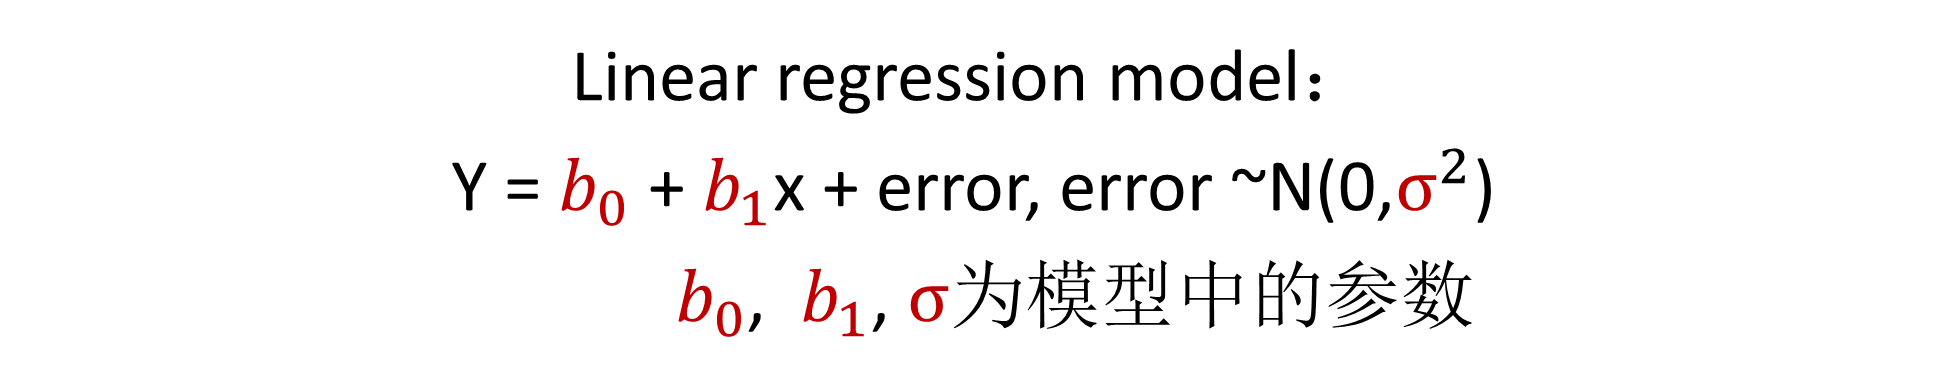 Linear regression model：
Y = b₀ + b₁x + error, error ~N(0,σ²)
b₀, b₁, σ为模型中的参数